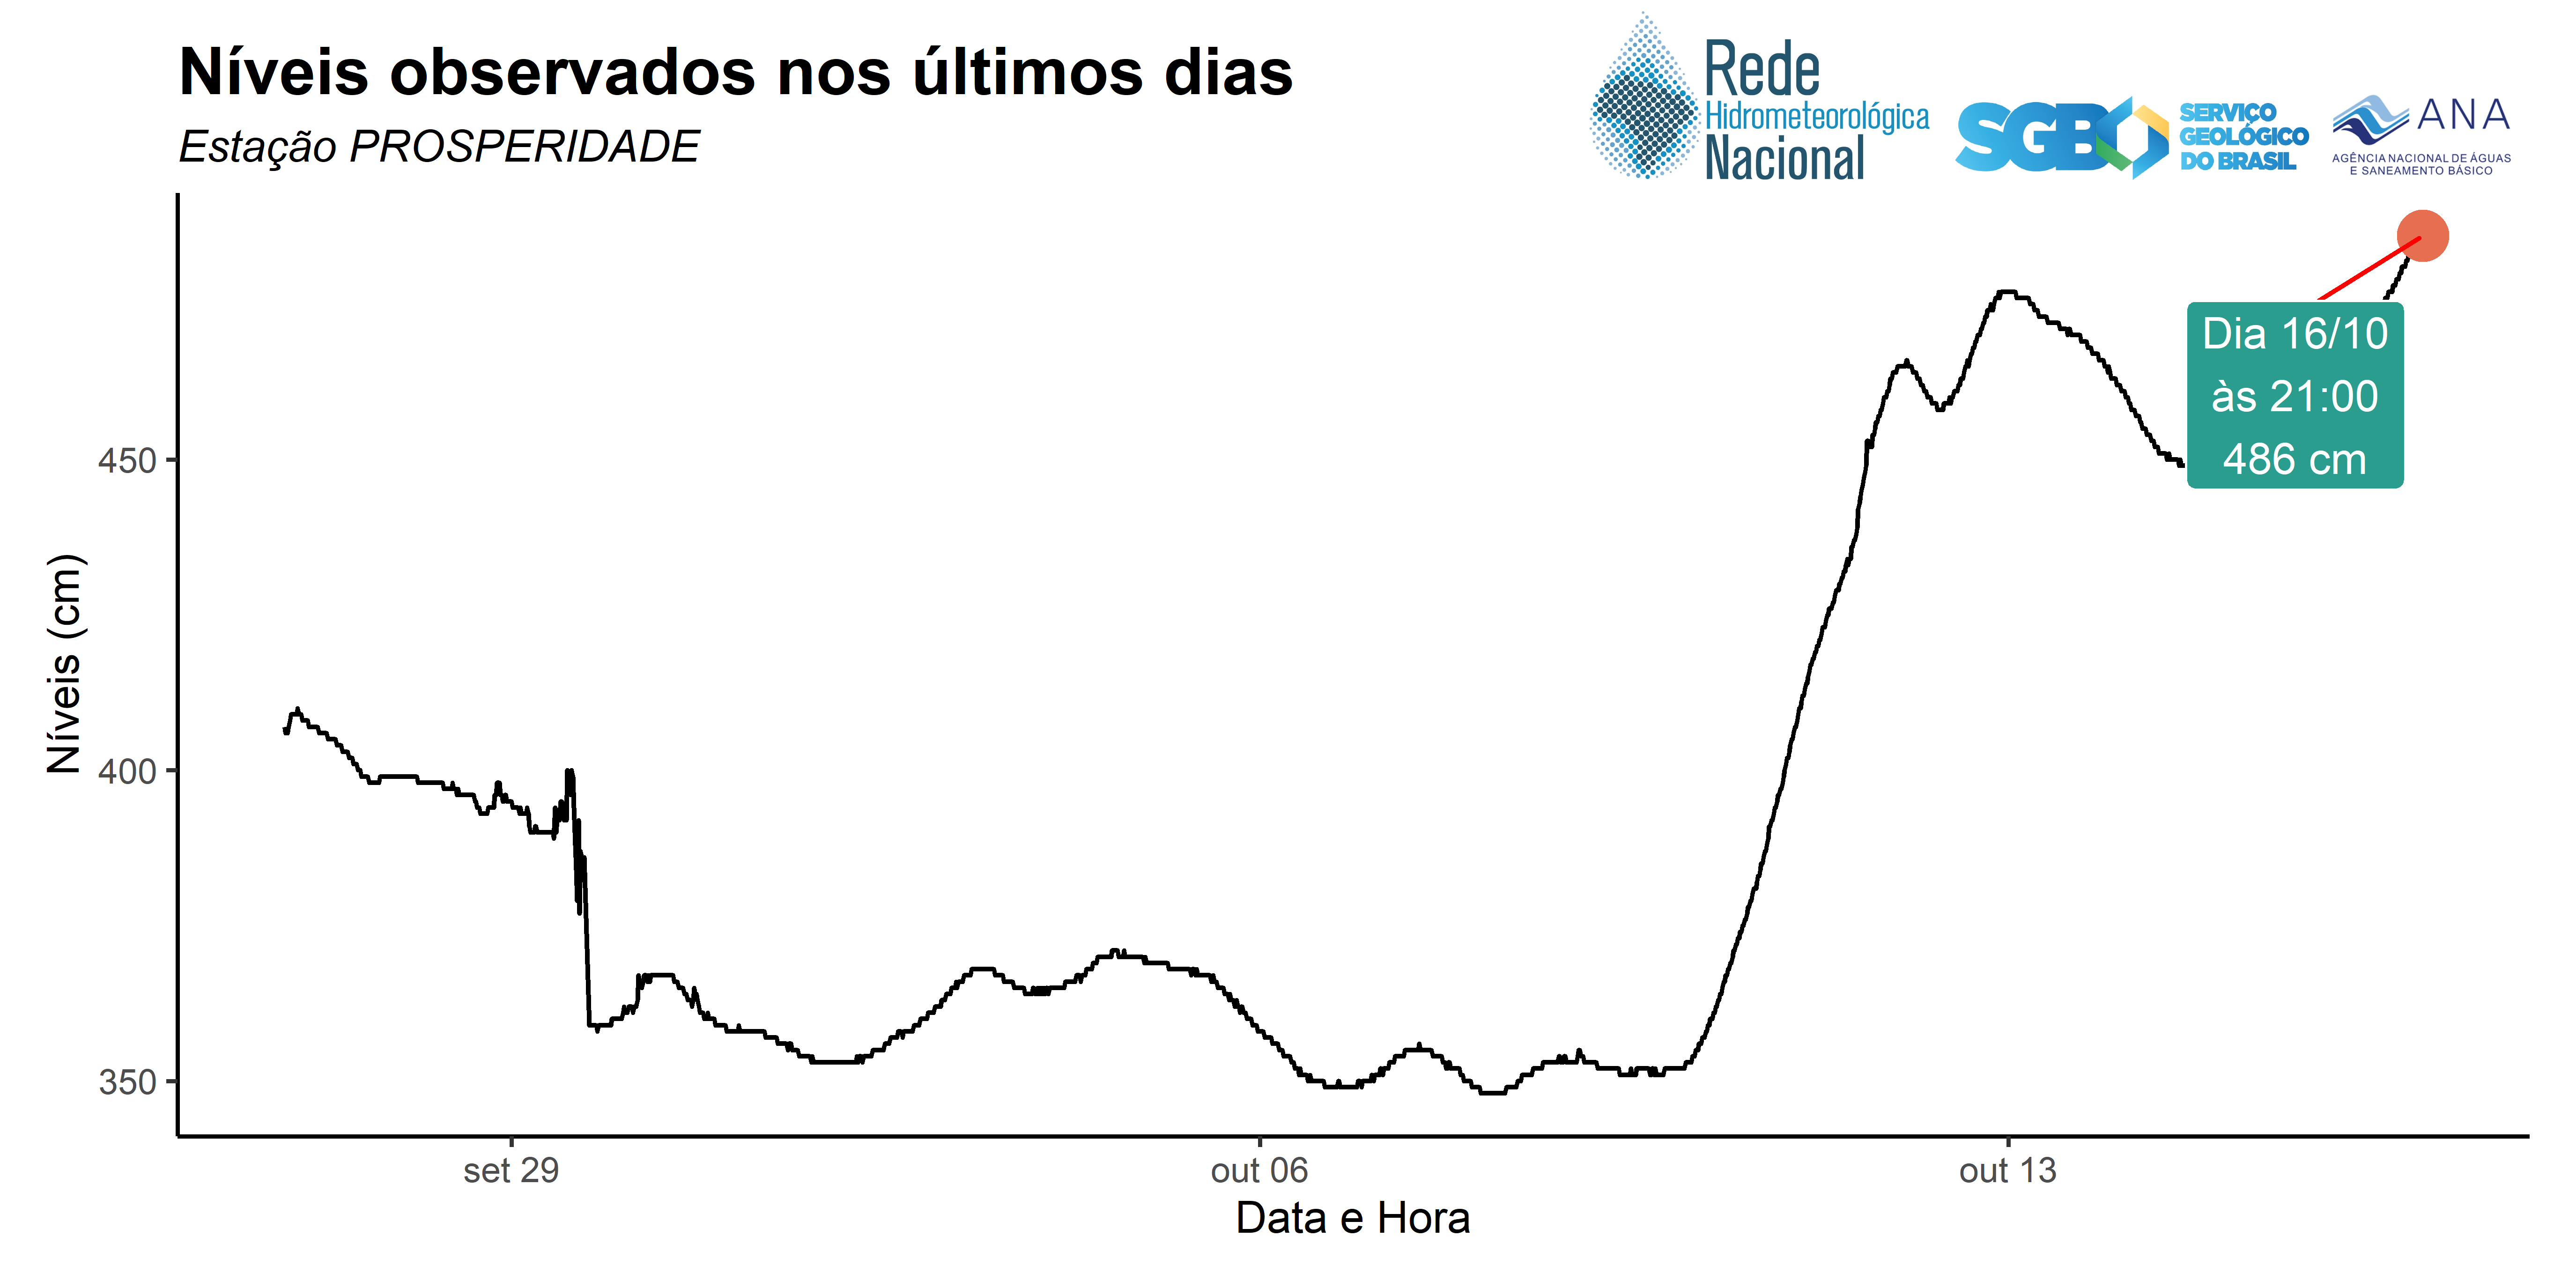 Níveis observados nos últimos dias
Estação PROSPERIDADE
Rede
Hidrometeorológica
Nacional
SGB
SERVIÇO
GEOLÓGICO
DO BRASIL
ANA
AGÊNCIA NACIONAL DE ÁGUAS
E SANEAMENTO BÁSICO
Dia 16/10
às 21:00
486 cm
Níveis (cm)
450
400
350
set 29
out 06
out 13
Data e Hora